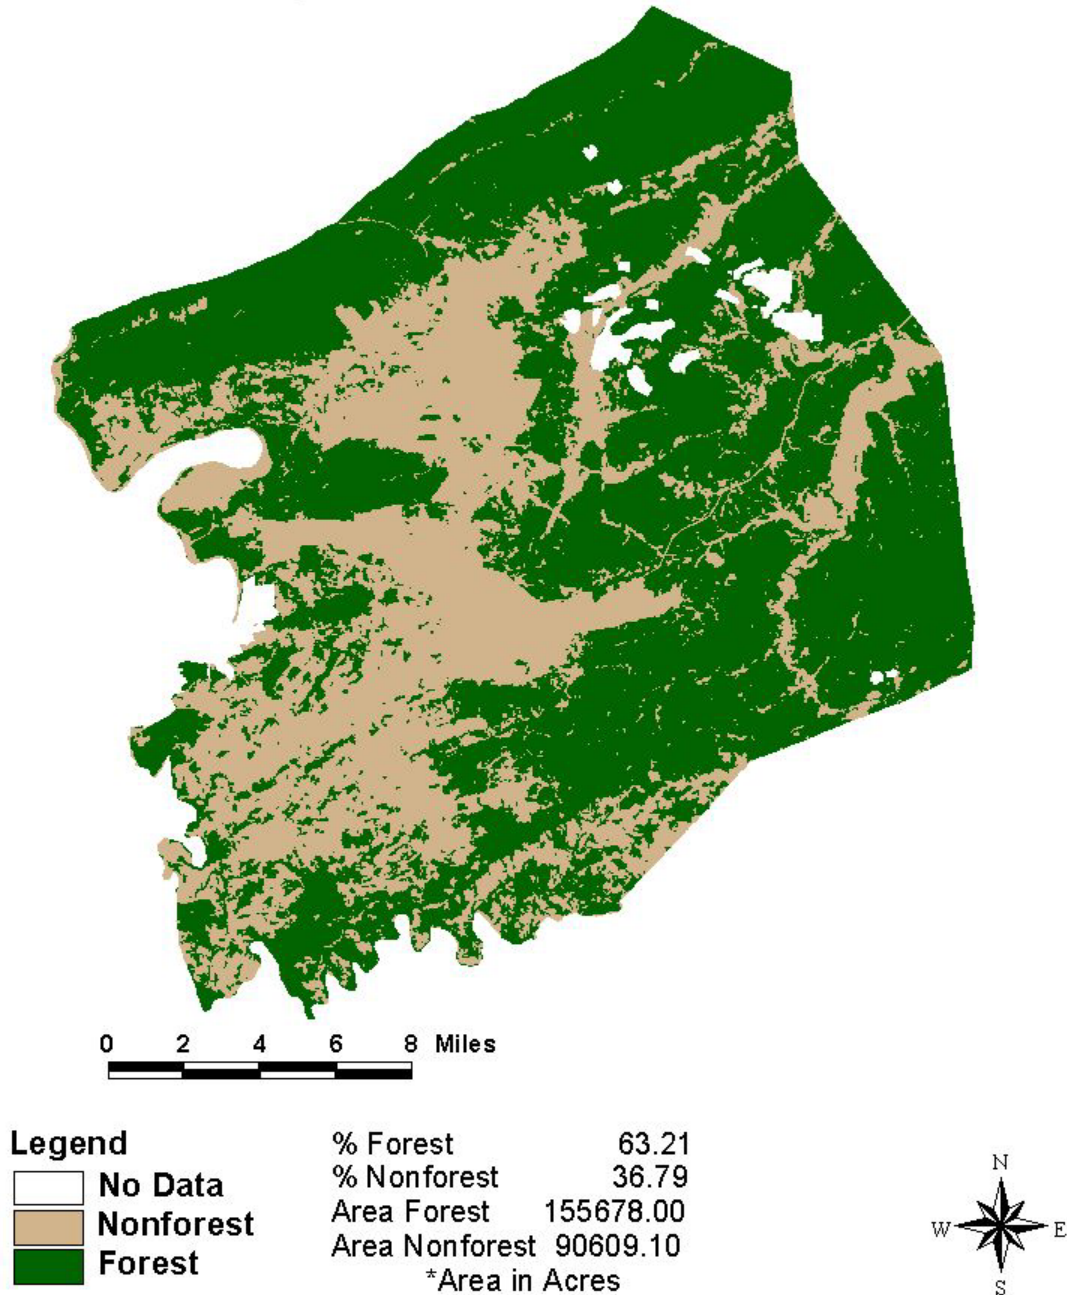 0 2 4 6 8 Miles
Legend
No Data
Nonforest
Forest
% Forest 63.21
% Nonforest 36.79
Area Forest 155678.00
Area Nonforest 90609.10
*Area in Acres
N
W E
S